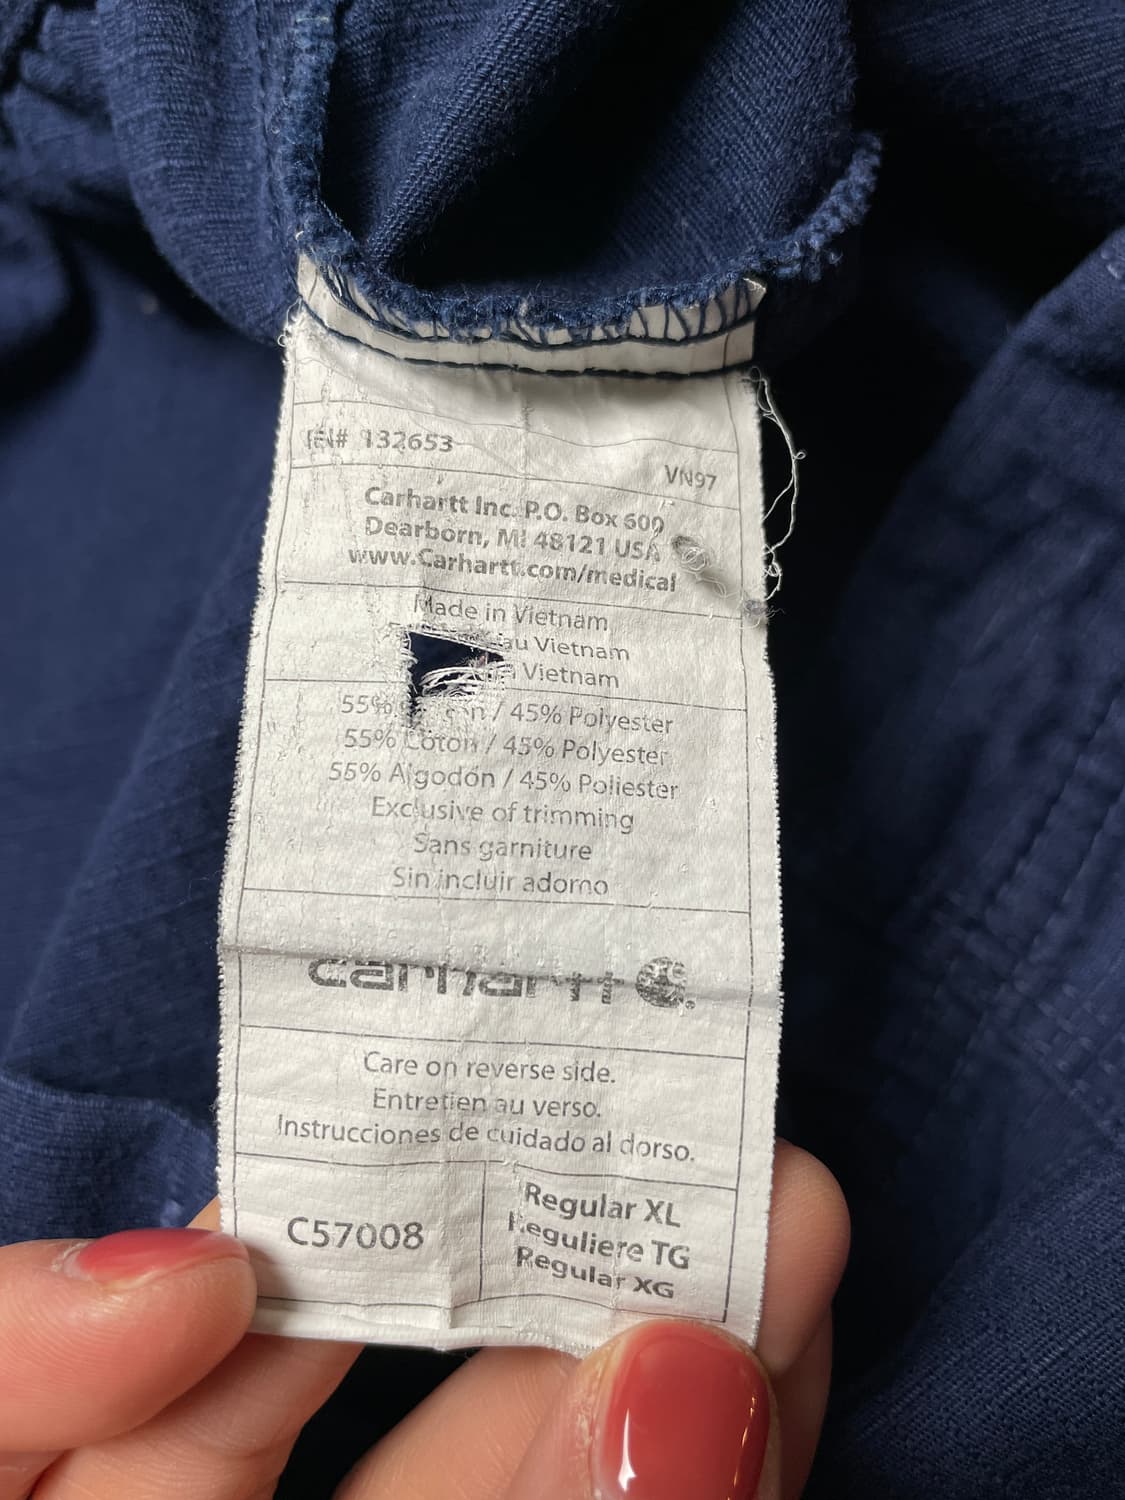 # 132653
VN97
Carhartt Inc. P.O. Box 600
Dearborn, MI 48121 USA
www.Carhartt.com/medical
Made in Vietnam
au Vietnam
Vietnam
55% / 45% Polyester
55% Coton / 45% Polyester
55% Algodón / 45% Poliester
Exclusive of trimming
Sans garniture
Sin incluir adorno
carhartt
Care on reverse side.
Entretien au verso.
Instrucciones de cuidado al dorso.
C57008
Regular XL
Reguliere TG
Regular XG